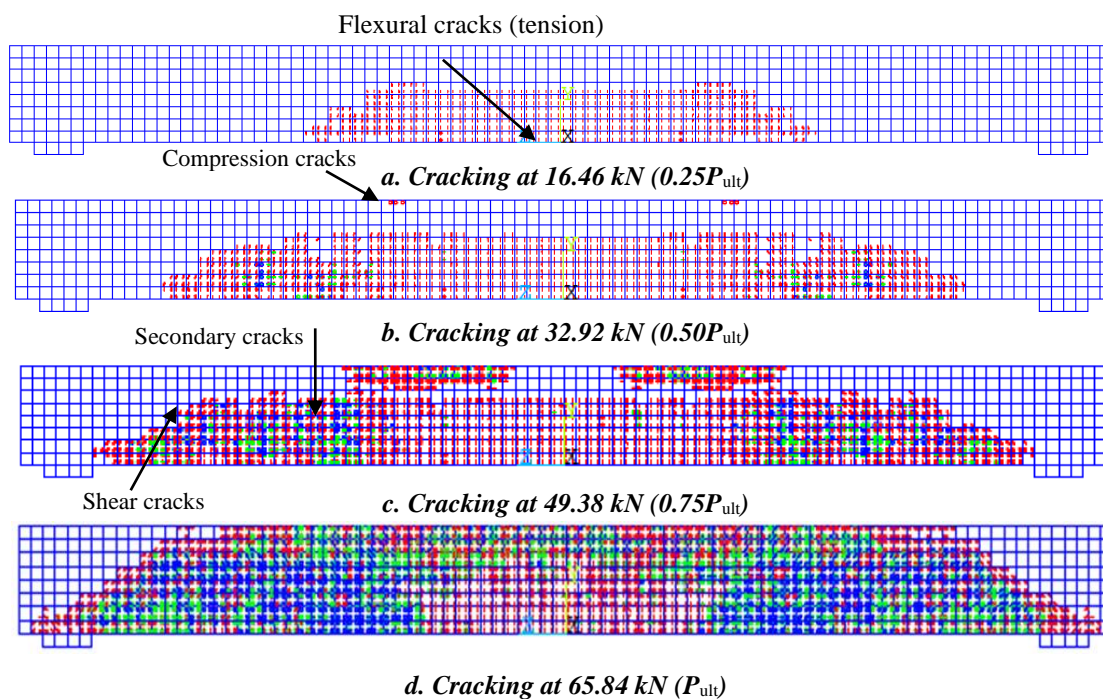 Flexural cracks (tension)
Y
X
Compression cracks
a. Cracking at 16.46 kN (0.25Pult)
X
Secondary cracks
b. Cracking at 32.92 kN (0.50Pult)
X
Shear cracks
c. Cracking at 49.38 kN (0.75Pult)
X
d. Cracking at 65.84 kN (Pult)